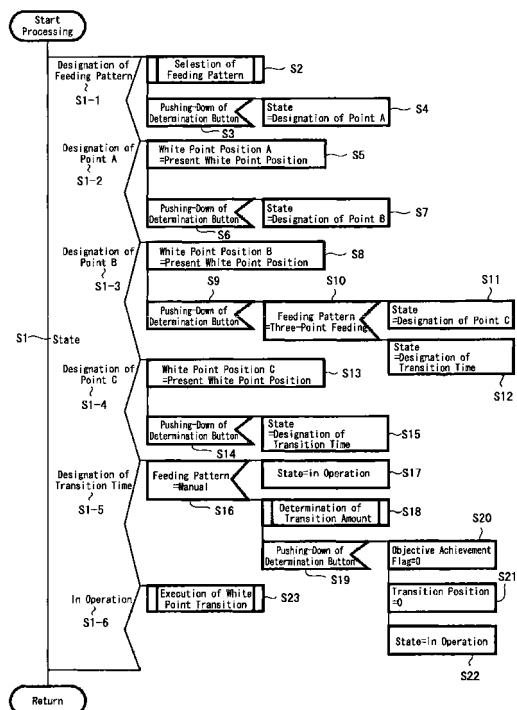 Start
Processing
Designation of
Feeding Pattern
S1-1
Selestion of
Feeding Pattern
S2
Pushing-Down of
Determination Button
S3
State
=Designation of Point A
S4
Designation of
Point A
S1-2
White Point Position A
=Present White Point Position
S5
Pushing-Down of
Determination Button
S6
State
=Designation of Point B
S7
Designation of
Point B
S1-3
White Point Position B
=Present White Point Position
S8
S9
Pushing-Down of
Determination Button
S10
Feeding Pattern
=Three-Point Feeding
S11
State
=Designation of Point C
State
=Designation of
Transition Time
S12
S1
State
Designation of
Point C
S1-4
White Point Position C
=Present White Point Position
S13
Pushing-Down of
Determination Button
S14
State
=Designation of
Transition Time
S15
Designation of
Transition Time
S1-5
Feeding Pattern
=Manual
S16
State=in Operation
S17
Determination of
Transition Amount
S18
Pushing-Down of
Determination Button
S19
S20
Objective Achievement
Flag=0
S21
Transition Position
=0
State=in Operation
S22
In Operation
S1-6
Execution of White
Point Transition
S23
Return